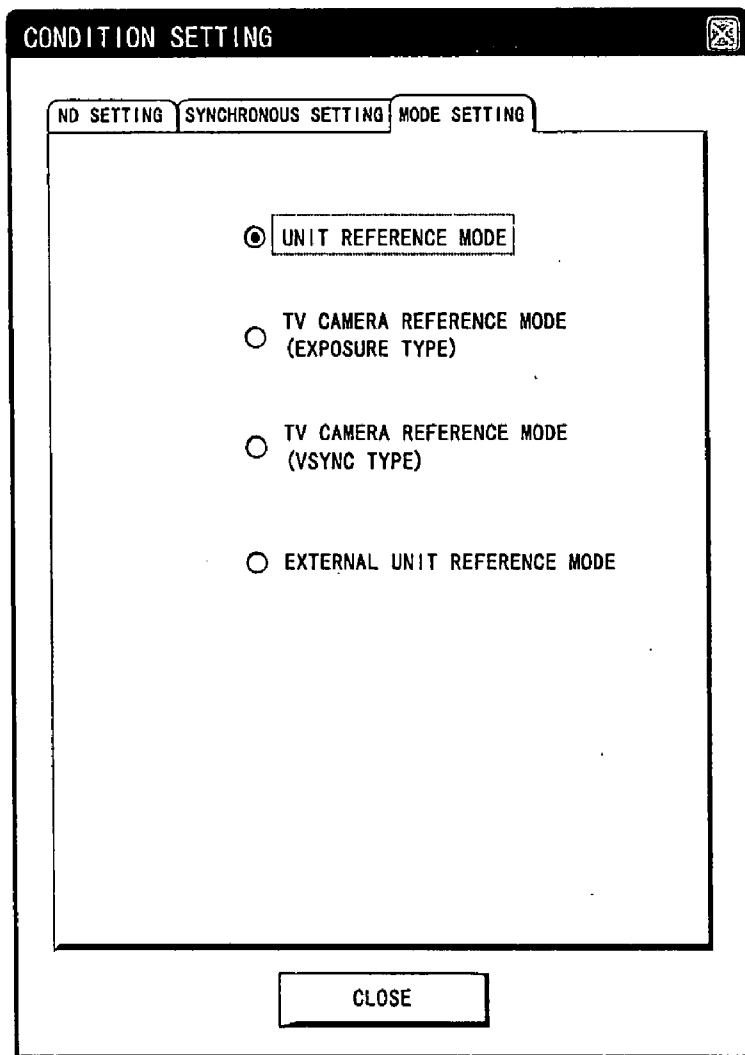 CONDITION SETTING
ND SETTING SYNCHRONOUS SETTING MODE SETTING
UNIT REFERENCE MODE
TV CAMERA REFERENCE MODE
(EXPOSURE TYPE)
TV CAMERA REFERENCE MODE
(VSYNC TYPE)
EXTERNAL UNIT REFERENCE MODE
CLOSE